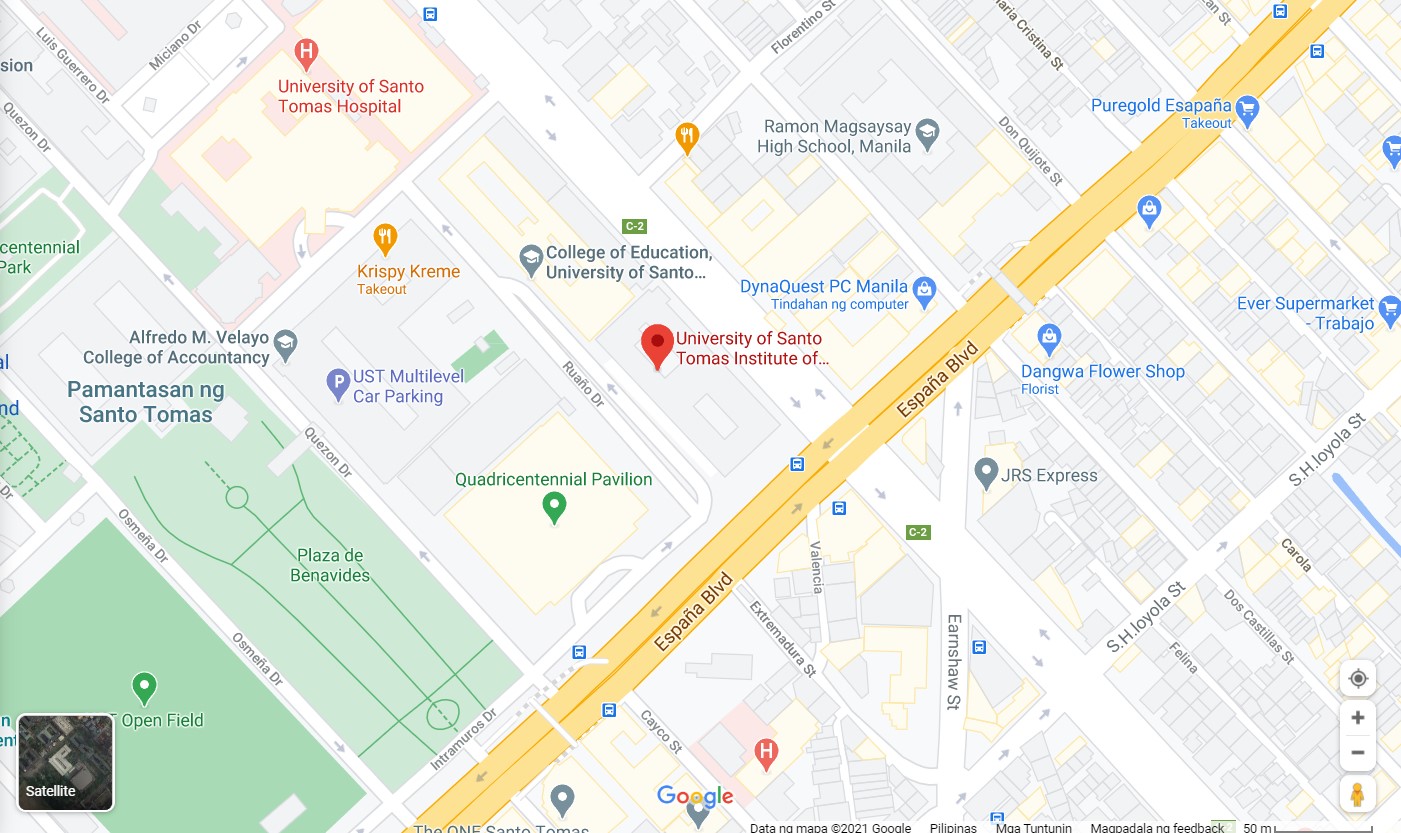 Luis Guerrero Dr
Miciano Dr
sion
H
University of Santo
Tomas Hospital
Quezon Dr
Florentino St
Maria Cristina St
Puregold Esapaña
Takeout
Ramon Magsaysay
High School, Manila
Don Quijote St
C-2
centennial
Park
College of Education,
University of Santo...
Krispy Kreme
Takeout
DynaQuest PC Manila
Tindahan ng computer
Ever Supermarket
- Trabajo
Alfredo M. Velayo
College of Accountancy
University of Santo
Tomas Institute of...
España Blvd
Dangwa Flower Shop
Florist
P
UST Multilevel
Car Parking
Pamantasan ng
Santo Tomas
Ruaño Dr
al
nd
Quezon Dr
S.H.loyola St
Quadricentennial Pavilion
JRS Express
Dr
Osmeña Dr
C-2
Plaza de
Benavides
Valencia
Carola
España Blvd
Extremadura St
S.H.loyola St
Dos Castillas St
Earnshaw St
Felina
Osmeña Dr
T Open Field
n
ent
Intramuros Dr
Cayco St
H
Satellite
Google
The ONE Santo Tomas
Data ng mapa ©2021 Google
Pilipinas
Mga Tuntunin
Magpadala ng feedback
50 m